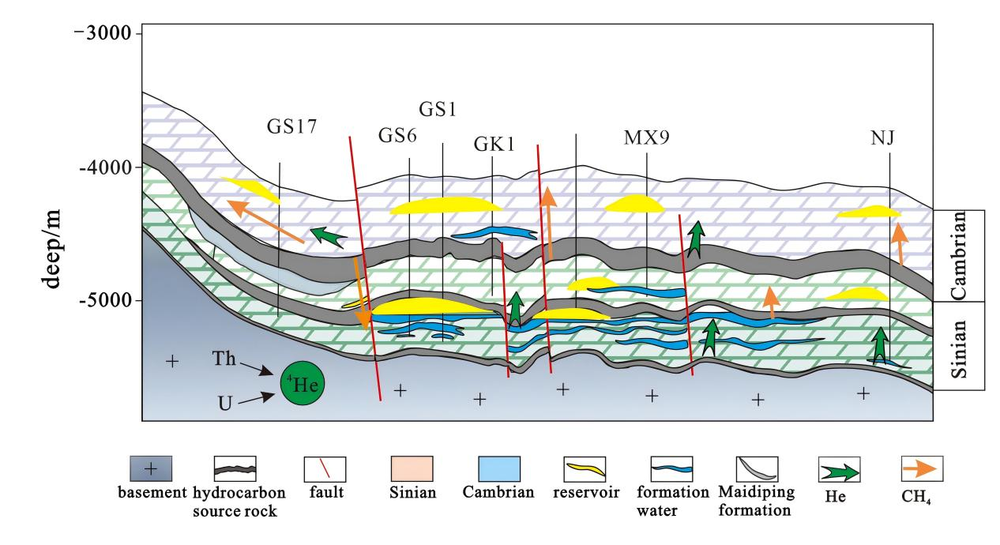 −3000
GS1
GS17
GS6
GK1
MX9
NJ
-4000
deep/m
Cambrian
-5000
Sinian
Th
⁴He
U
+ + + + + + +
+
basement
hydrocarbon
source rock
fault
Sinian
Cambrian
reservoir
formation
water
Maidiping
formation
He
CH₄